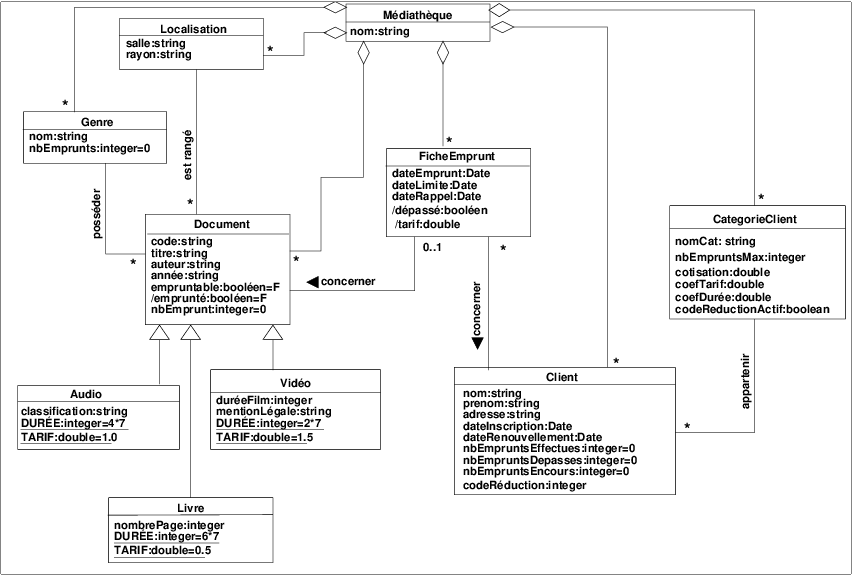 Médiathèque
nom:string
Localisation
salle:string
rayon:string
*
*
Genre
nom:string
nbEmprunts:integer=0
est rangé
*
FicheEmprunt
dateEmprunt:Date
dateLimite:Date
dateRappel:Date
/dépassé:booléen
/tarif:double
posséder
*
*
CategorieClient
nomCat: string
nbEmpruntsMax:integer
cotisation:double
coefTarif:double
coefDurée:double
codeReductionActif:boolean
Document
code:string
titre:string
auteur:string
année:string
empruntable:booléen=F
/emprunté:booléen=F
nbEmprunt:integer=0
*
*
0..1
*
concerner
concerner
*
Client
nom:string
prenom:string
adresse:string
dateInscription:Date
dateRenouvellement:Date
nbEmpruntsEffectues:integer=0
nbEmpruntsDepasses:integer=0
nbEmpruntsEncours:integer=0
codeRéduction:integer
appartenir
*
Audio
classification:string
DURÉE:integer=4*7
TARIF:double=1.0
Vidéo
duréeFilm:integer
mentionLégale:string
DURÉE:integer=2*7
TARIF:double=1.5
Livre
nombrePage:integer
DURÉE:integer=6*7
TARIF:double=0.5